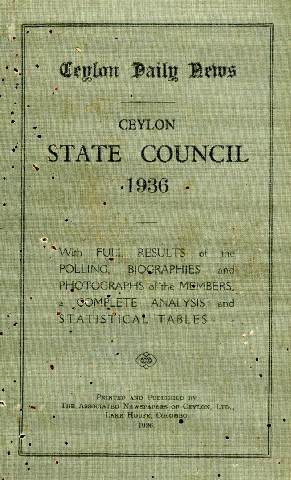 Ceylon Daily News
CEYLON
STATE COUNCIL
1936
With FULL RESULTS of the
POLLING, BIOGRAPHIES and
PHOTOGRAPHS of the MEMBERS,
a COMPLETE ANALYSIS and
STATISTICAL TABLES
PRINTED AND PUBLISHED BY
THE ASSOCIATED NEWSPAPERS OF CEYLON, LTD.,
LAKE HOUSE, COLOMBO.
1936